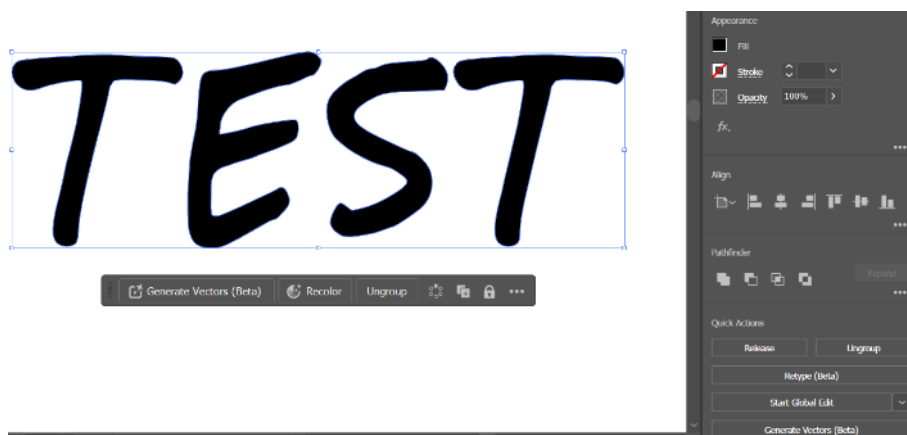 Appearance
TEST
Fill
Stroke
Opacity 100%
fx.
Align
Pathfinder
Generate Vectors (Beta) Recolor Ungroup
Expand
Quick Actions
Release Ungroup
Retype (Beta)
Start Global Edit
Generate Vectors (Beta)